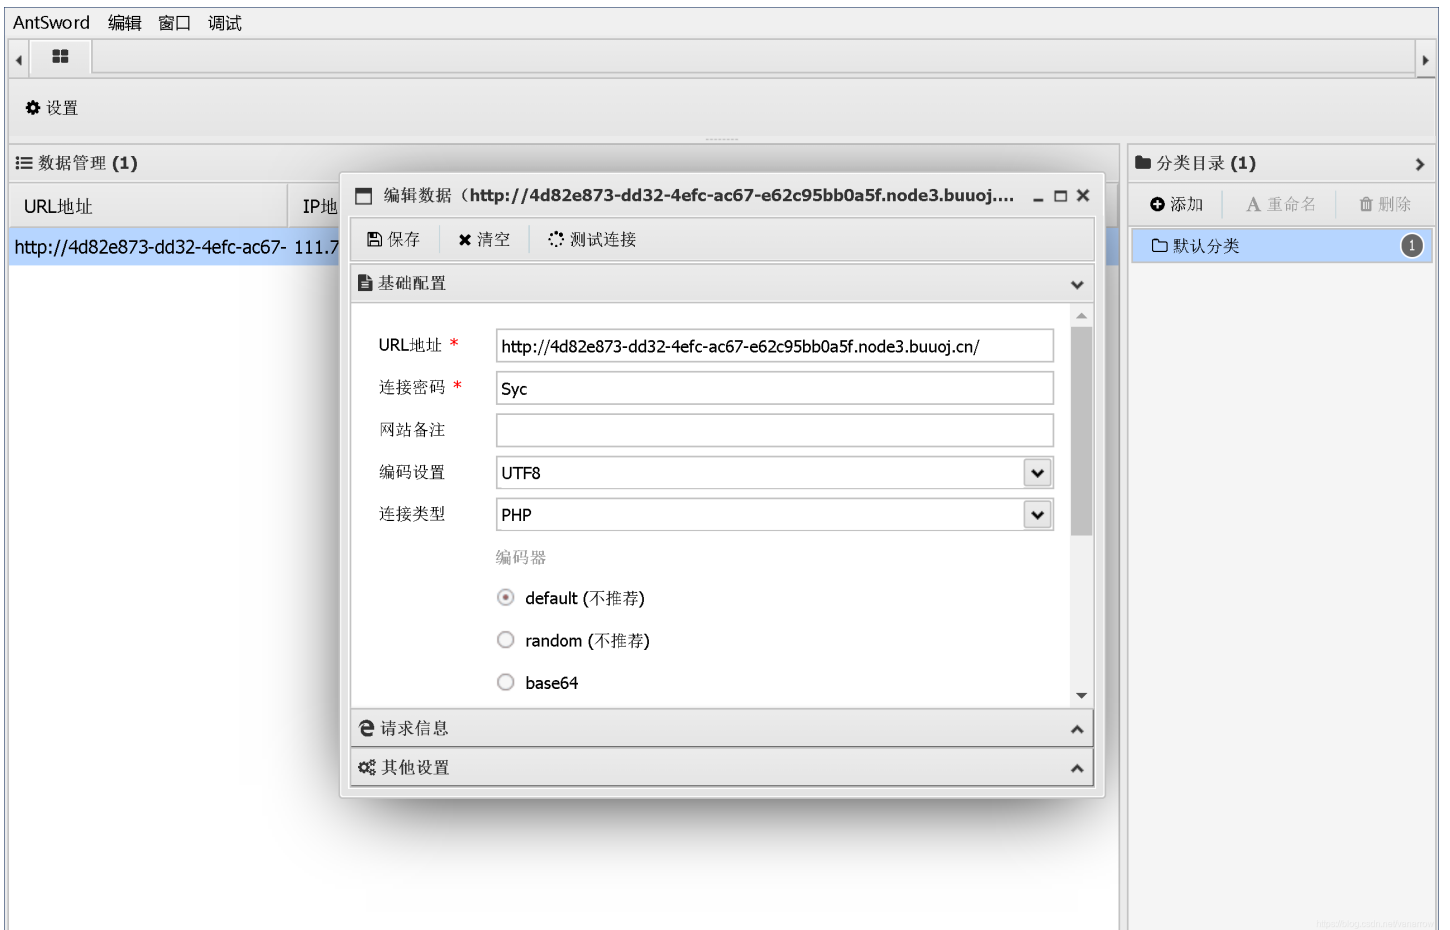 AntSword 编辑 窗口 调试
设置
数据管理 (1)
URL地址 IP地
http://4d82e873-dd32-4efc-ac67- 111.7
编辑数据（http://4d82e873-dd32-4efc-ac67-e62c95bb0a5f.node3.buuoj....
保存 清空 测试连接
基础配置
URL地址 * http://4d82e873-dd32-4efc-ac67-e62c95bb0a5f.node3.buuoj.cn/
连接密码 * Syc
网站备注
编码设置 UTF8
连接类型 PHP
编码器
default (不推荐)
random (不推荐)
base64
请求信息
其他设置
分类目录 (1)
添加 重命名 删除
默认分类 1